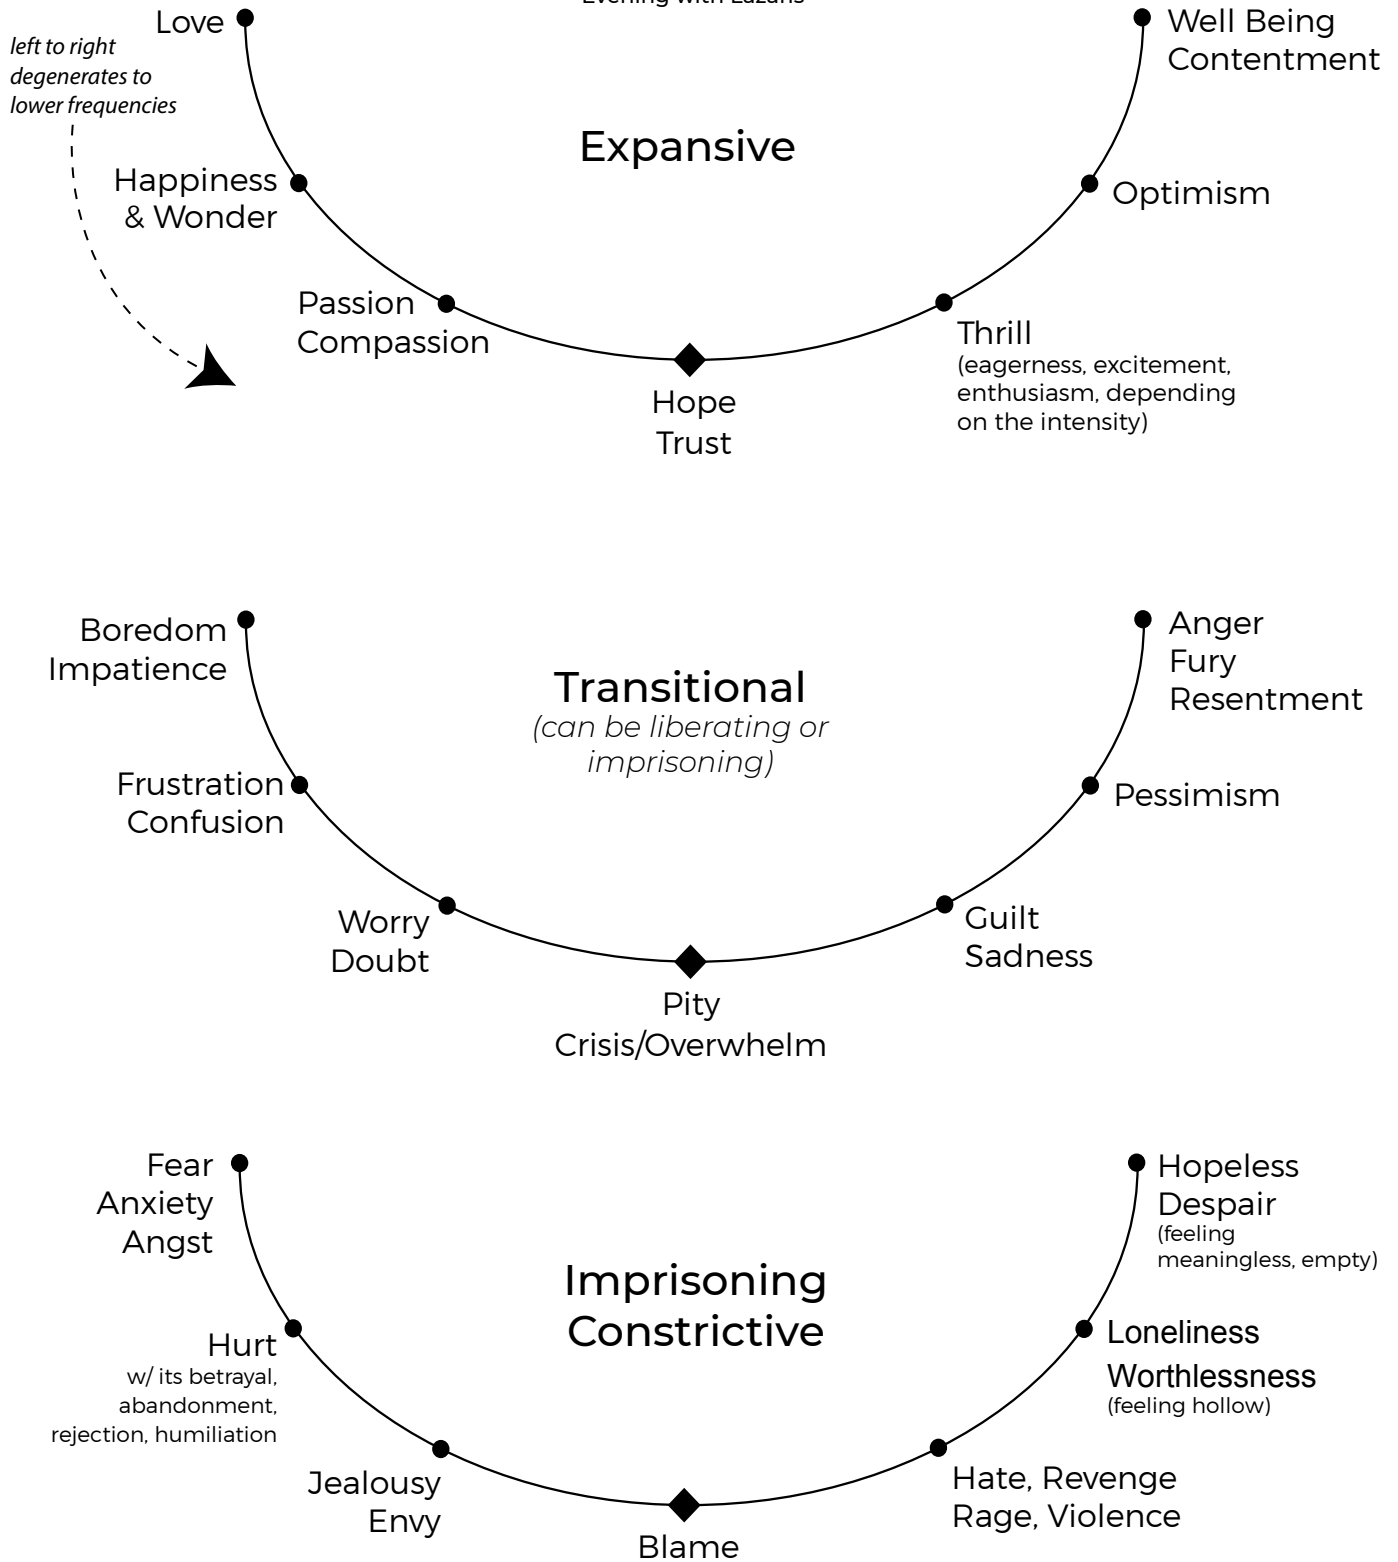 Evening with Lazaris
Love
left to right
degenerates to
lower frequencies
Well Being
Contentment
Expansive
Happiness
& Wonder
Optimism
Passion
Compassion
Thrill
(eagerness, excitement,
enthusiasm, depending
on the intensity)
Hope
Trust
Boredom
Impatience
Anger
Fury
Resentment
Transitional
(can be liberating or
imprisoning)
Frustration
Confusion
Pessimism
Worry
Doubt
Guilt
Sadness
Pity
Crisis/Overwhelm
Fear
Anxiety
Angst
Hopeless
Despair
(feeling
meaningless, empty)
Imprisoning
Constrictive
Hurt
w/ its betrayal,
abandonment,
rejection, humiliation
Loneliness
Worthlessness
(feeling hollow)
Jealousy
Envy
Hate, Revenge
Rage, Violence
Blame